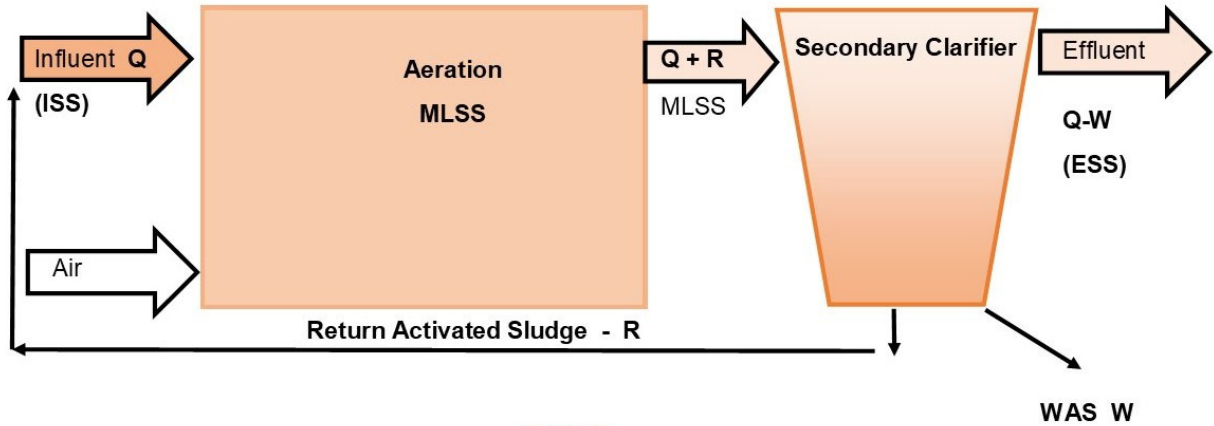 Influent Q
(ISS)
Air
Aeration
MLSS
Q + R
MLSS
Secondary Clarifier
Effluent
Q-W
(ESS)
Return Activated Sludge - R
WAS W